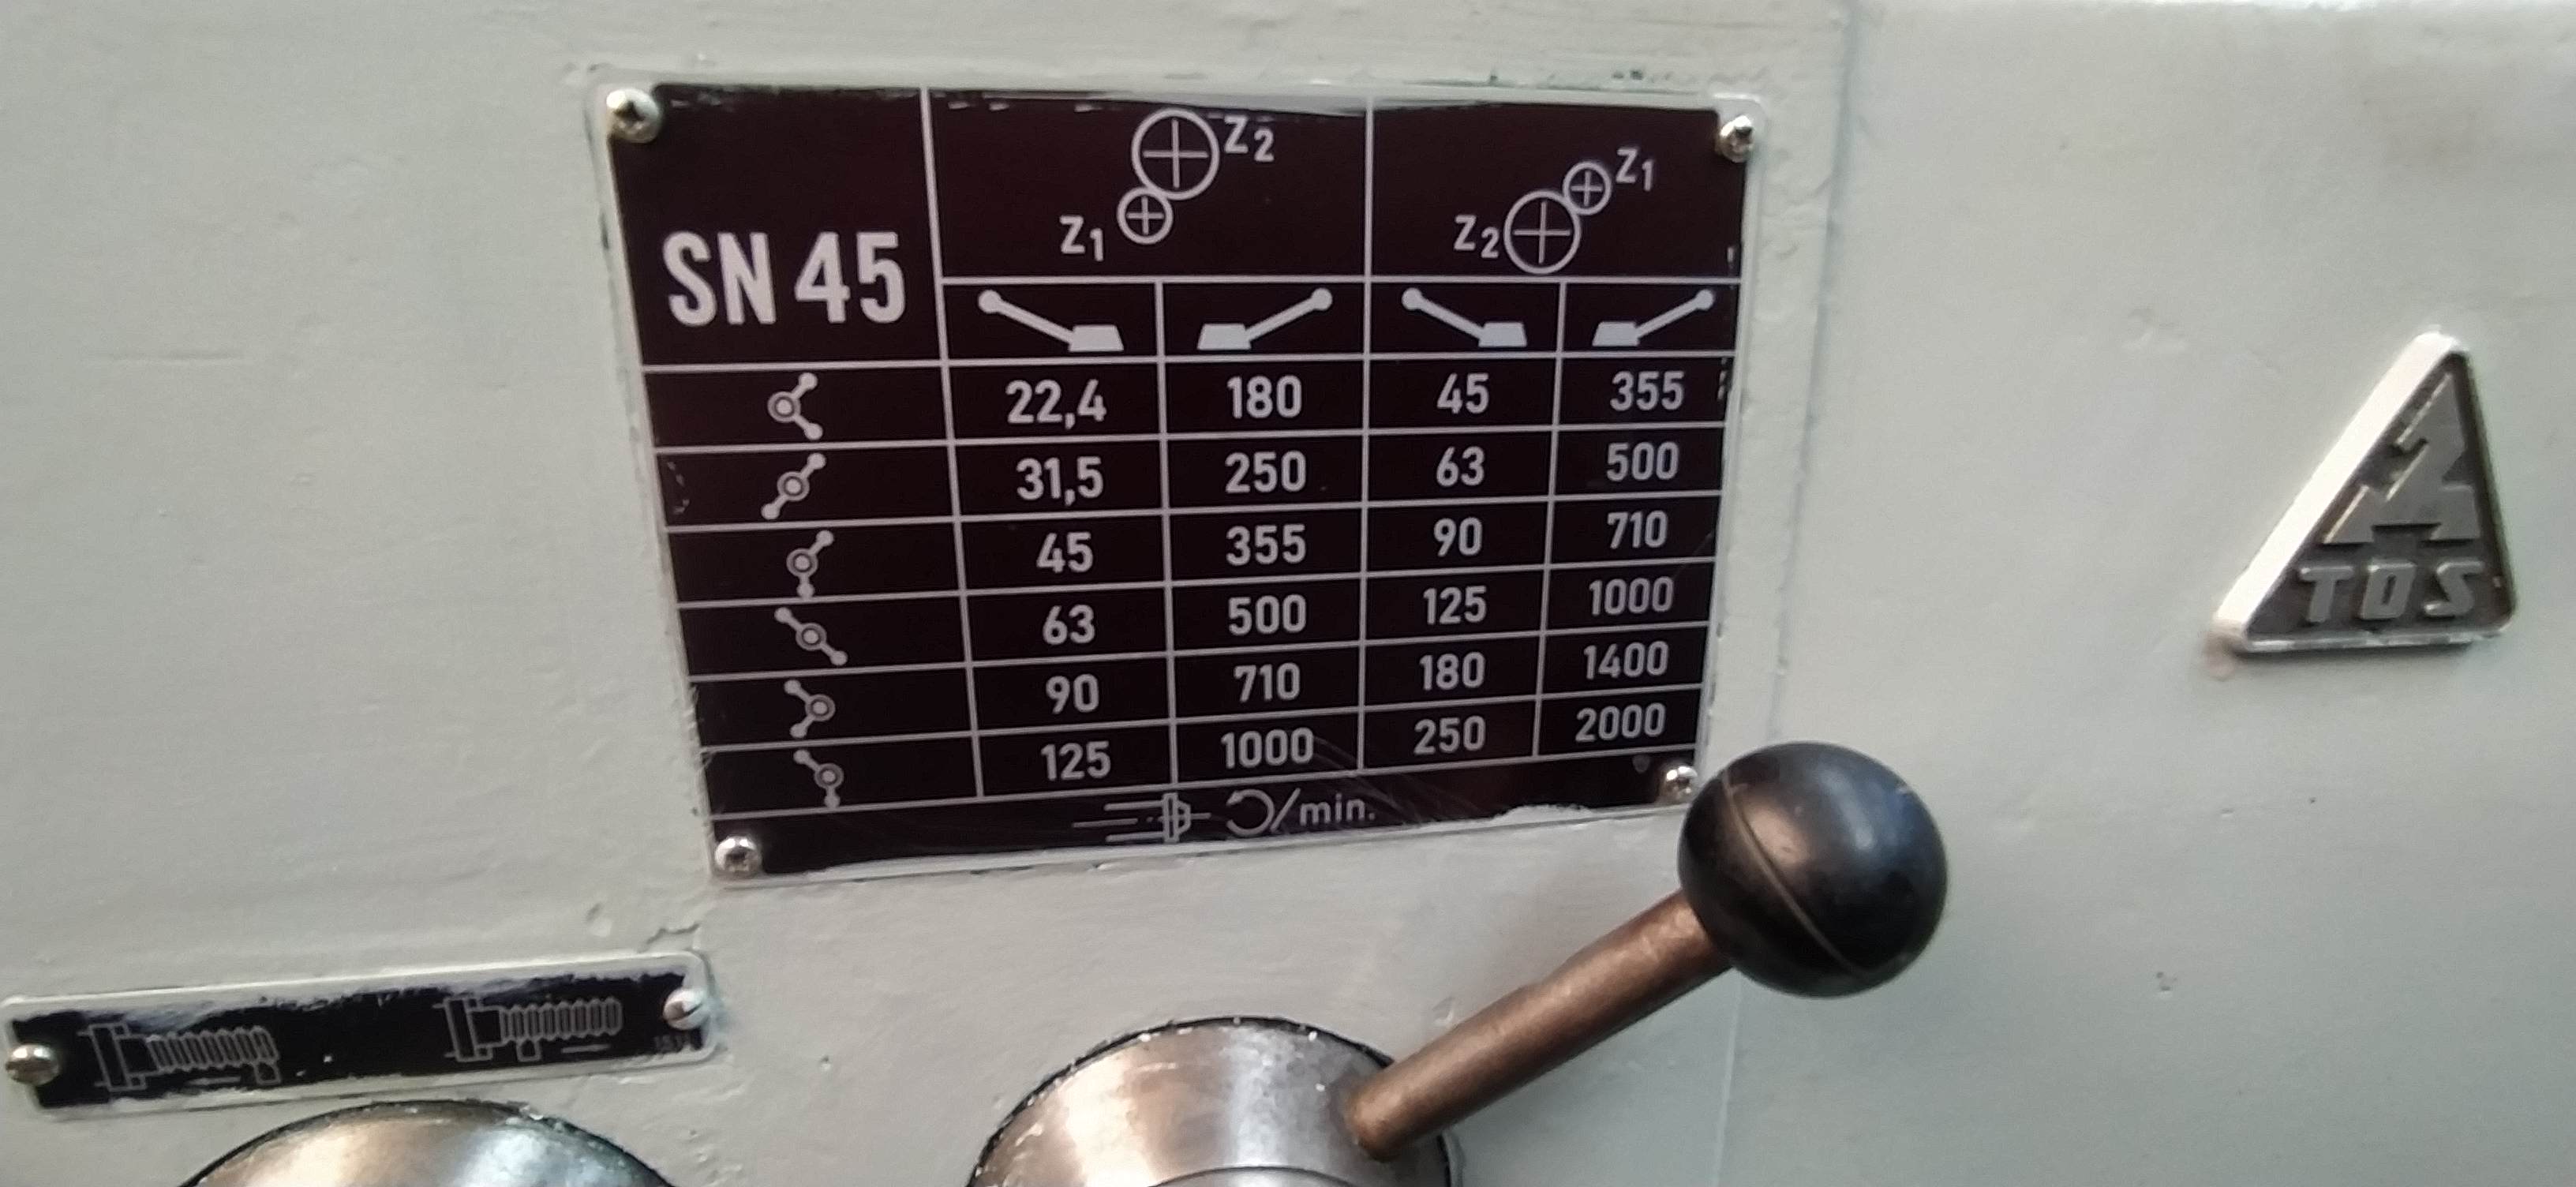 Z2
Z1
Z1
Z2
SN 45
22,4 180 45 355
31,5 250 63 500
45 355 90 710
63 500 125 1000
90 710 180 1400
125 1000 250 2000
/min.
TOS